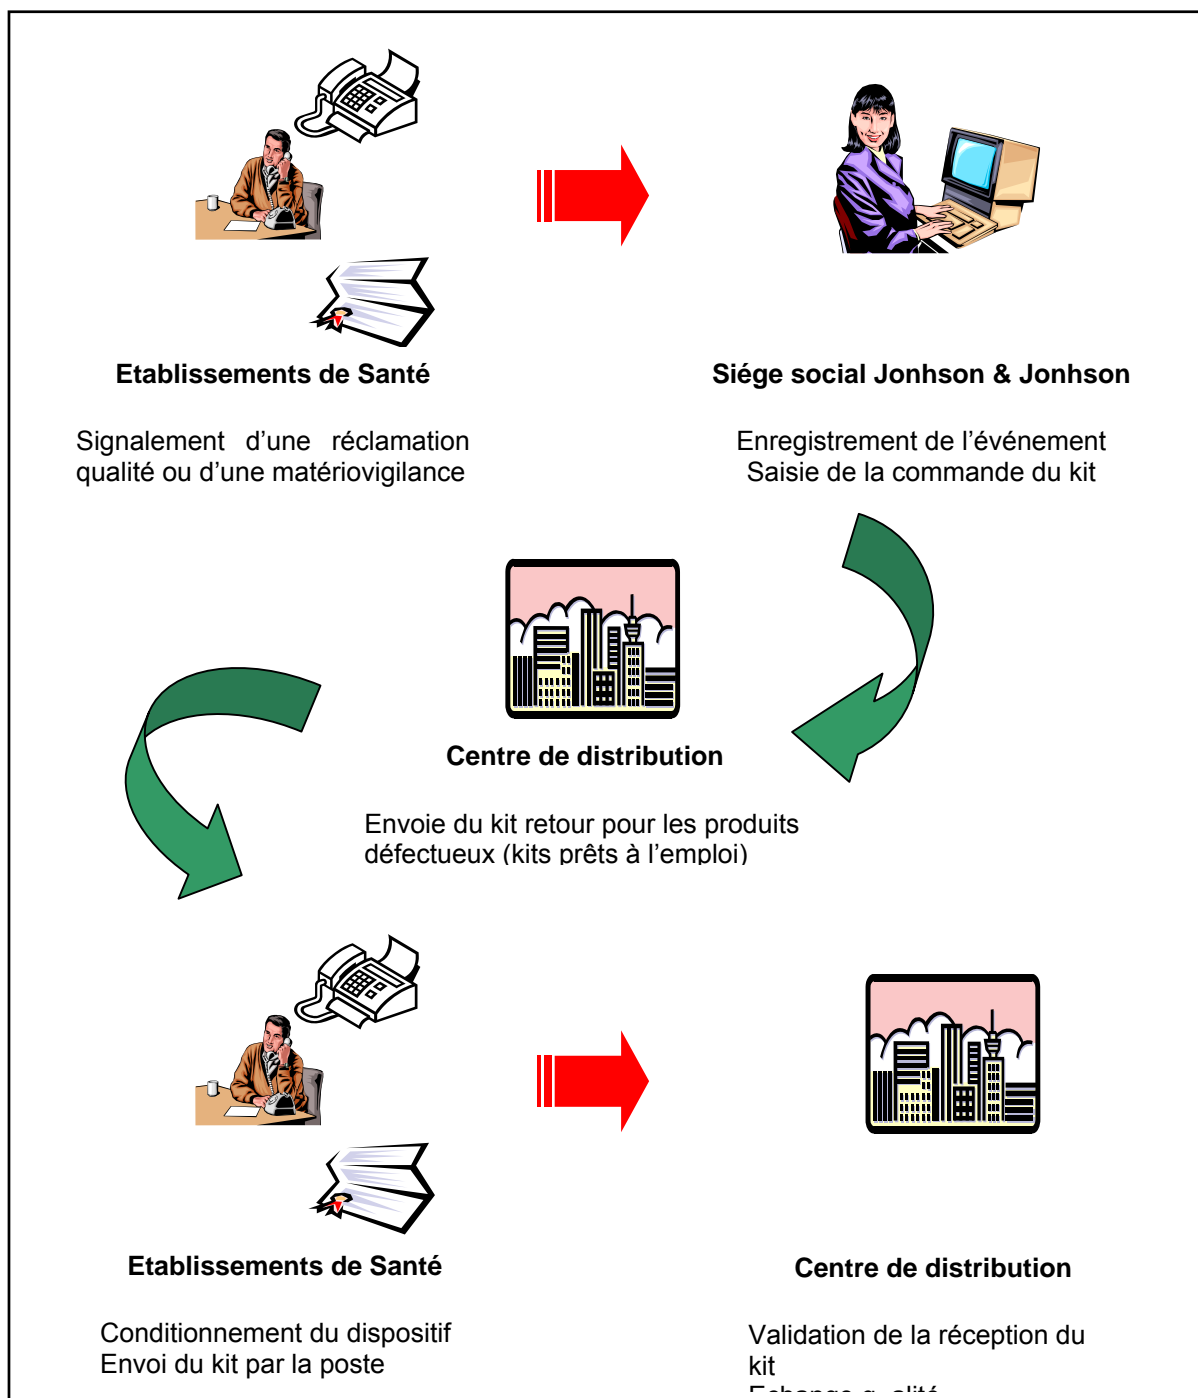 Etablissements de Santé
Signalement d'une réclamation
qualité ou d'une matériovigilance
Siége social Jonhson & Jonhson
Enregistrement de l'événement
Saisie de la commande du kit
Centre de distribution
Envoie du kit retour pour les produits
défectueux (kits prêts à l'emploi)
Etablissements de Santé
Conditionnement du dispositif
Envoi du kit par la poste
Centre de distribution
Validation de la réception du
kit
Echange